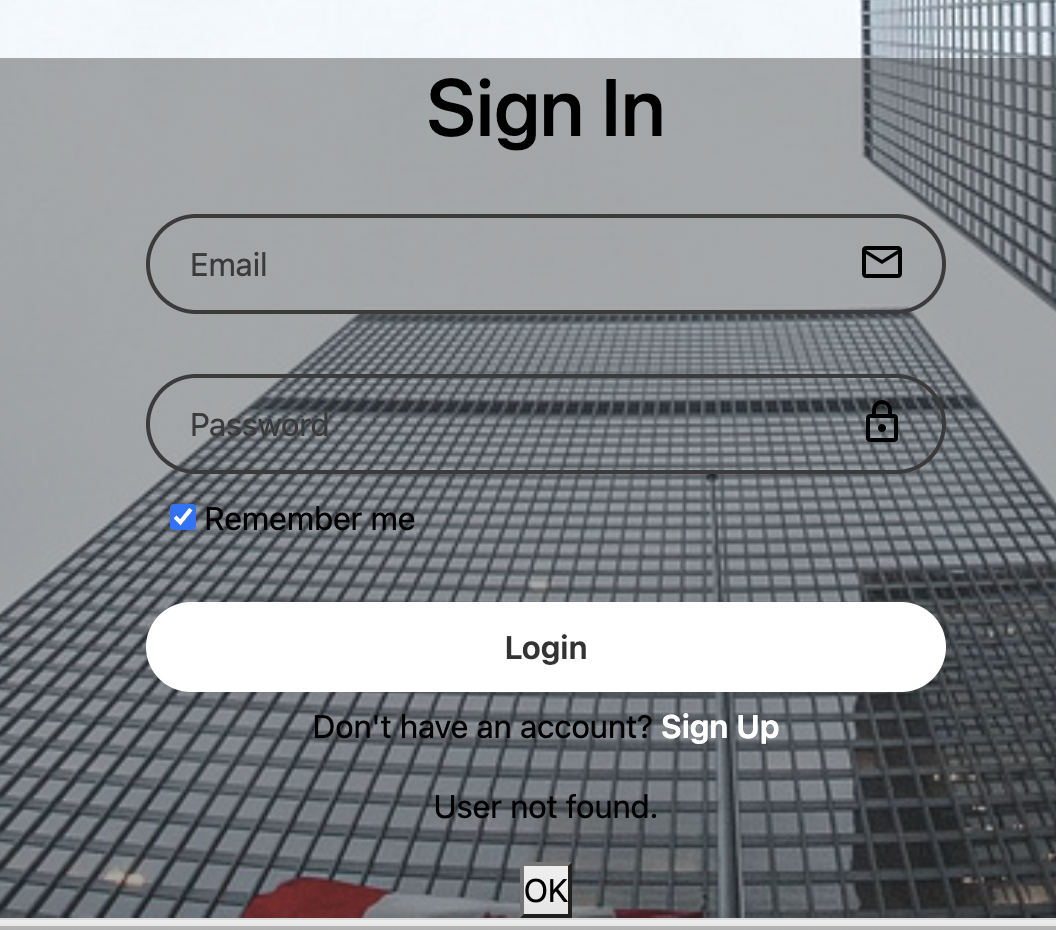 Sign In
Email
Password
Remember me
Login
Don't have an account? Sign Up
User not found.
OK